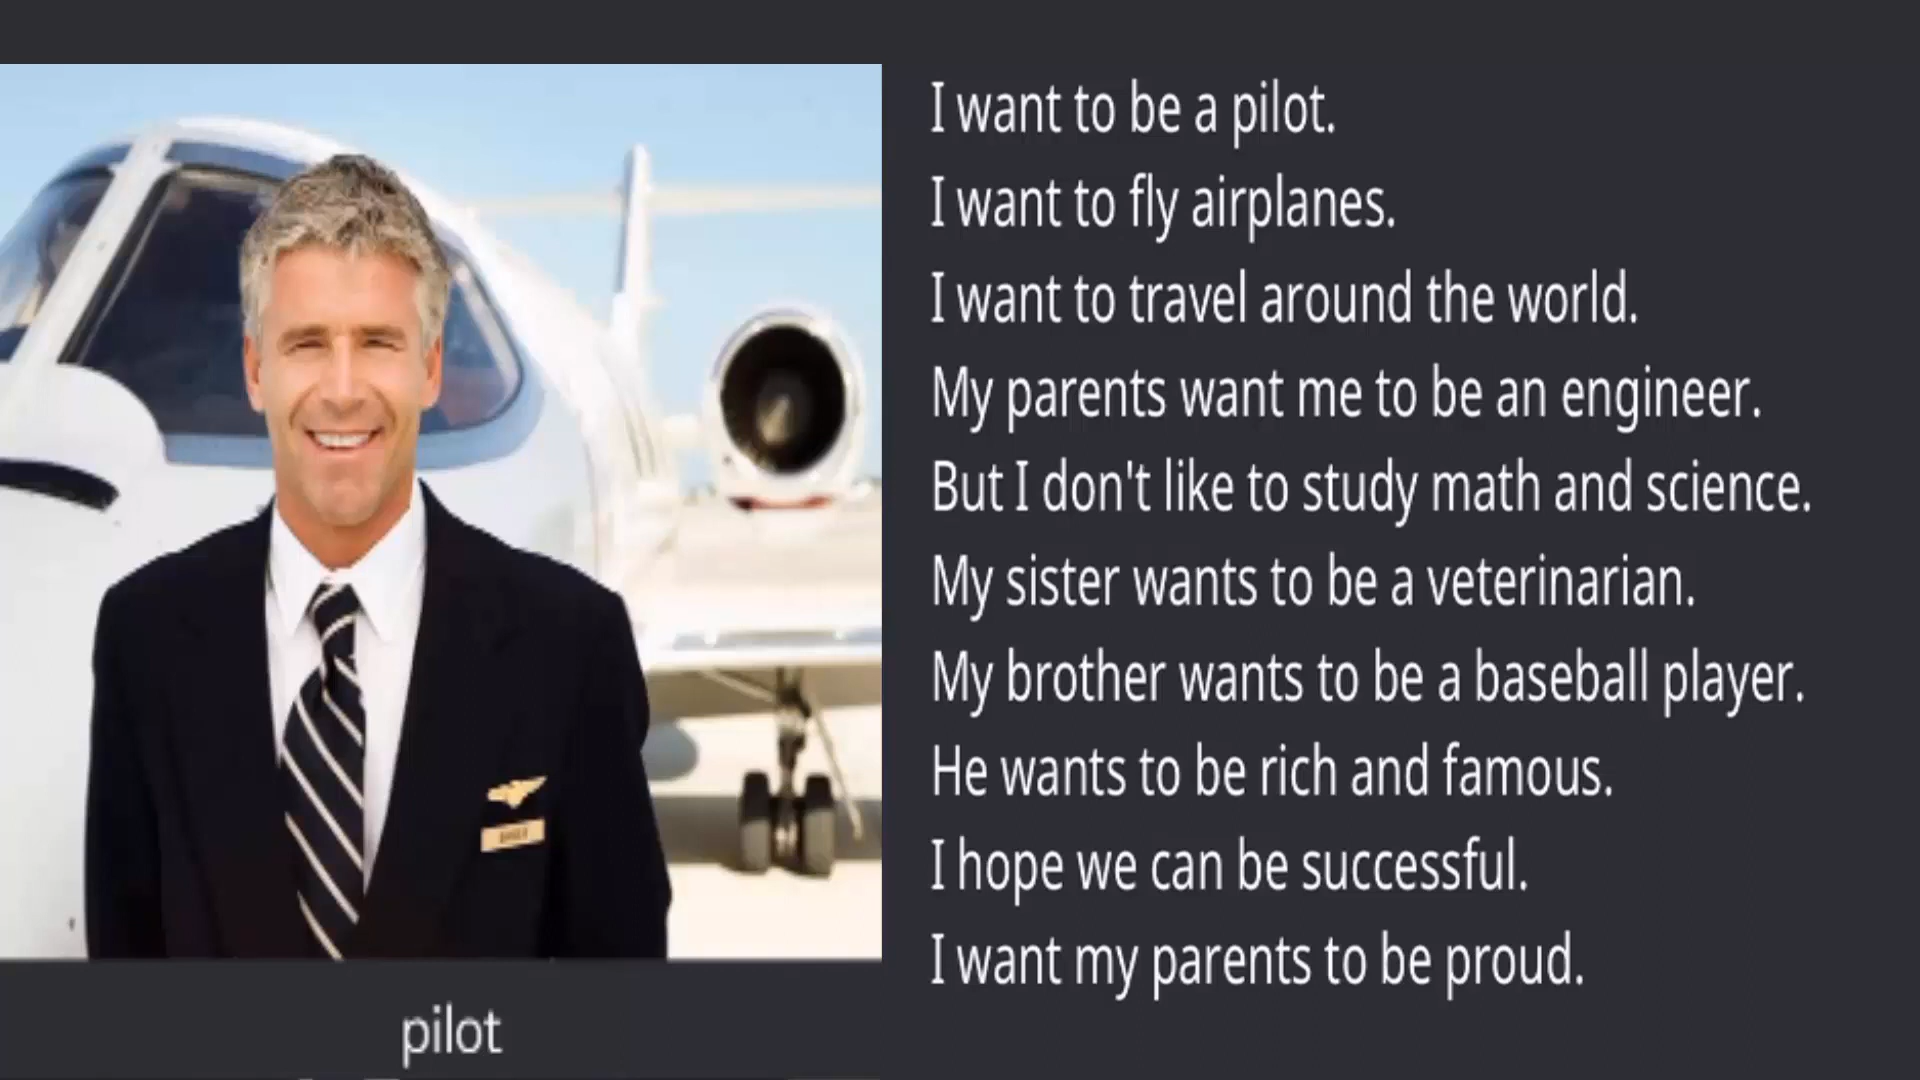 I want to be a pilot.
I want to fly airplanes.
I want to travel around the world.
My parents want me to be an engineer.
But I don't like to study math and science.
My sister wants to be a veterinarian.
My brother wants to be a baseball player.
He wants to be rich and famous.
I hope we can be successful.
I want my parents to be proud.
pilot